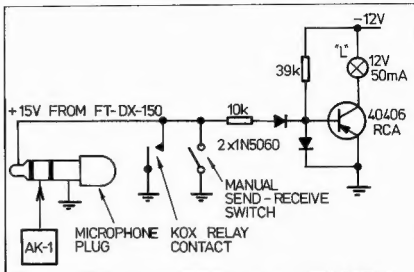 -12V
"L"
12V
50mA
39k
+15V FROM FT-DX-150
10k
40406
RCA
2x1N5060
MANUAL
SEND-RECEIVE
SWITCH
MICROPHONE
PLUG
KOX RELAY
CONTACT
AK-1